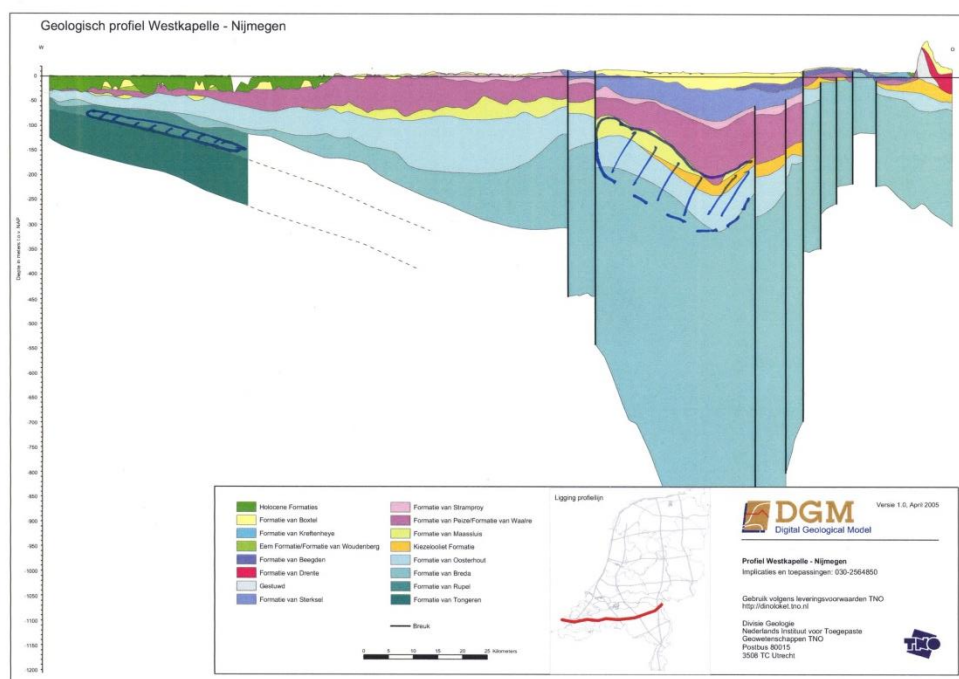 Geologisch profiel Westkapelle - Nijmegen
W
O
Diepte in meters t.o.v. NAP
0
-50
-100
-150
-200
-250
-300
-350
-400
-450
-500
-550
-600
-650
-700
-750
-800
-850
-900
-950
-1000
-1050
-1100
-1150
-1200
Holocene Formaties
Formatie van Boxtel
Formatie van Kreftenheye
Eem Formatie/Formatie van Woudenberg
Formatie van Beegden
Formatie van Drente
Gestuwd
Formatie van Sterksel
Formatie van Stramproy
Formatie van Peize/Formatie van Waalre
Formatie van Maassluis
Kiezelooliet Formatie
Formatie van Oosterhout
Formatie van Breda
Formatie van Rupel
Formatie van Tongeren
Breuk
0 5 10 15 20 25 Kilometers
Ligging profiellijn
DGM
Digital Geological Model
Versie 1.0, April 2005
Profiel Westkapelle - Nijmegen
Implicaties en toepassingen: 030-2564850
Gebruik volgens leveringsvoorwaarden TNO
http://dinoloket.tno.nl
Divisie Geologie
Nederlands Instituut voor Toegepaste
Geowetenschappen TNO
Postbus 80015
3508 TC Utrecht
TNO